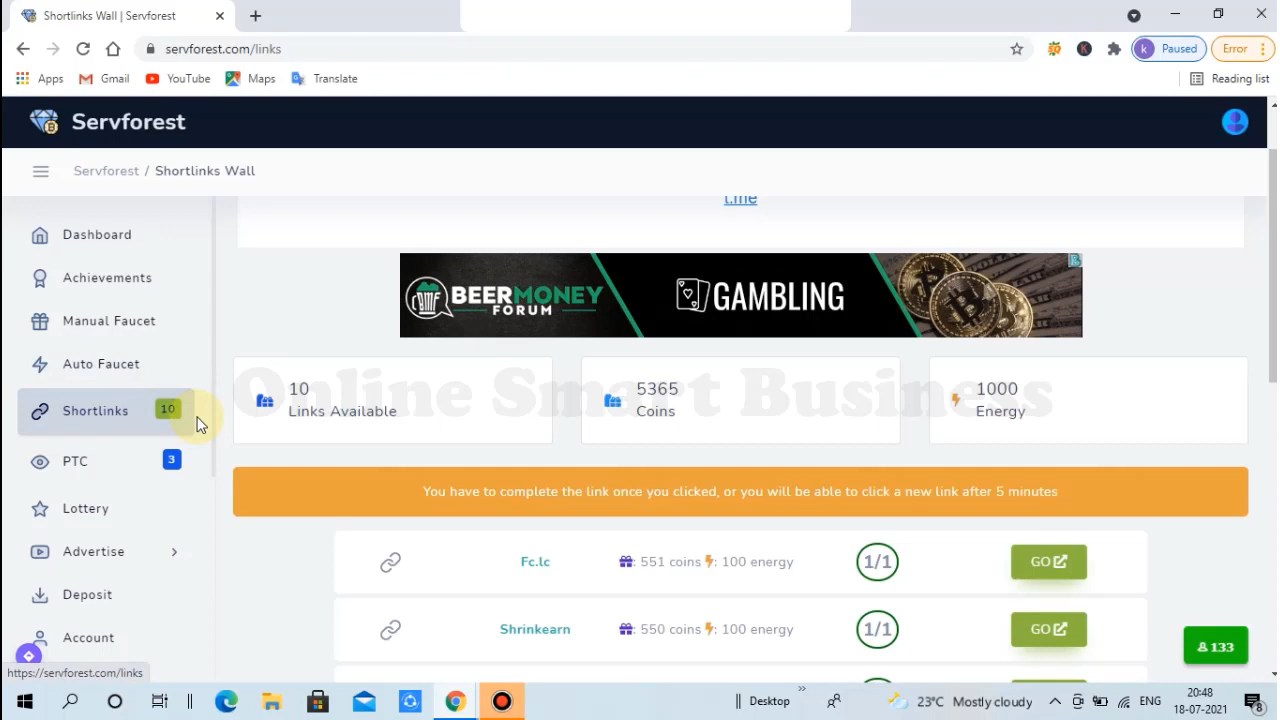 Shortlinks Wall | Servforest
servforest.com/links
k Paused
Error
Apps Gmail YouTube Maps Translate
Reading list
Servforest
Servforest / Shortlinks Wall
t.me
Dashboard
Achievements
Manual Faucet
Auto Faucet
Shortlinks 10
PTC 3
Lottery
Advertise
Deposit
Account
BEERMONEY FORUM
GAMBLING
10
Links Available
5365
Coins
1000
Energy
Online Smart Business
You have to complete the link once you clicked, or you will be able to click a new link after 5 minutes
Fc.lc : 551 coins : 100 energy 1/1 GO
Shrinkearn : 550 coins : 100 energy 1/1 GO
133
https://servforest.com/links
Desktop
23°C Mostly cloudy
ENG
20:48
18-07-2021
8